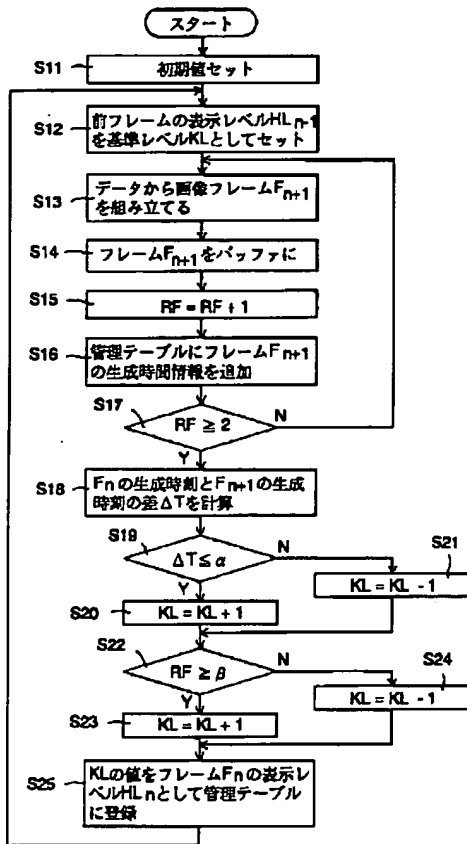 スタート
S11
初期値セット
S12
前フレームの表示レベルHLn-1
を基準レベルKLとしてセット
S13
データから画像フレームFn+1
を組み立てる
S14
フレームFn+1をバッファに
S15
RF = RF + 1
S16
管理テーブルにフレームFn+1
の生成時間情報を追加
S17
RF ≧ 2
N
Y
S18
Fnの生成時刻とFn+1の生成
時刻の差ΔTを計算
S19
ΔT ≦ α
N
S21
Y
KL = KL - 1
S20
KL = KL + 1
S22
RF ≧ β
N
S24
Y
KL = KL - 1
S23
KL = KL + 1
S25
KLの値をフレームFnの表示レ
ベルHLnとして管理テーブル
に登録